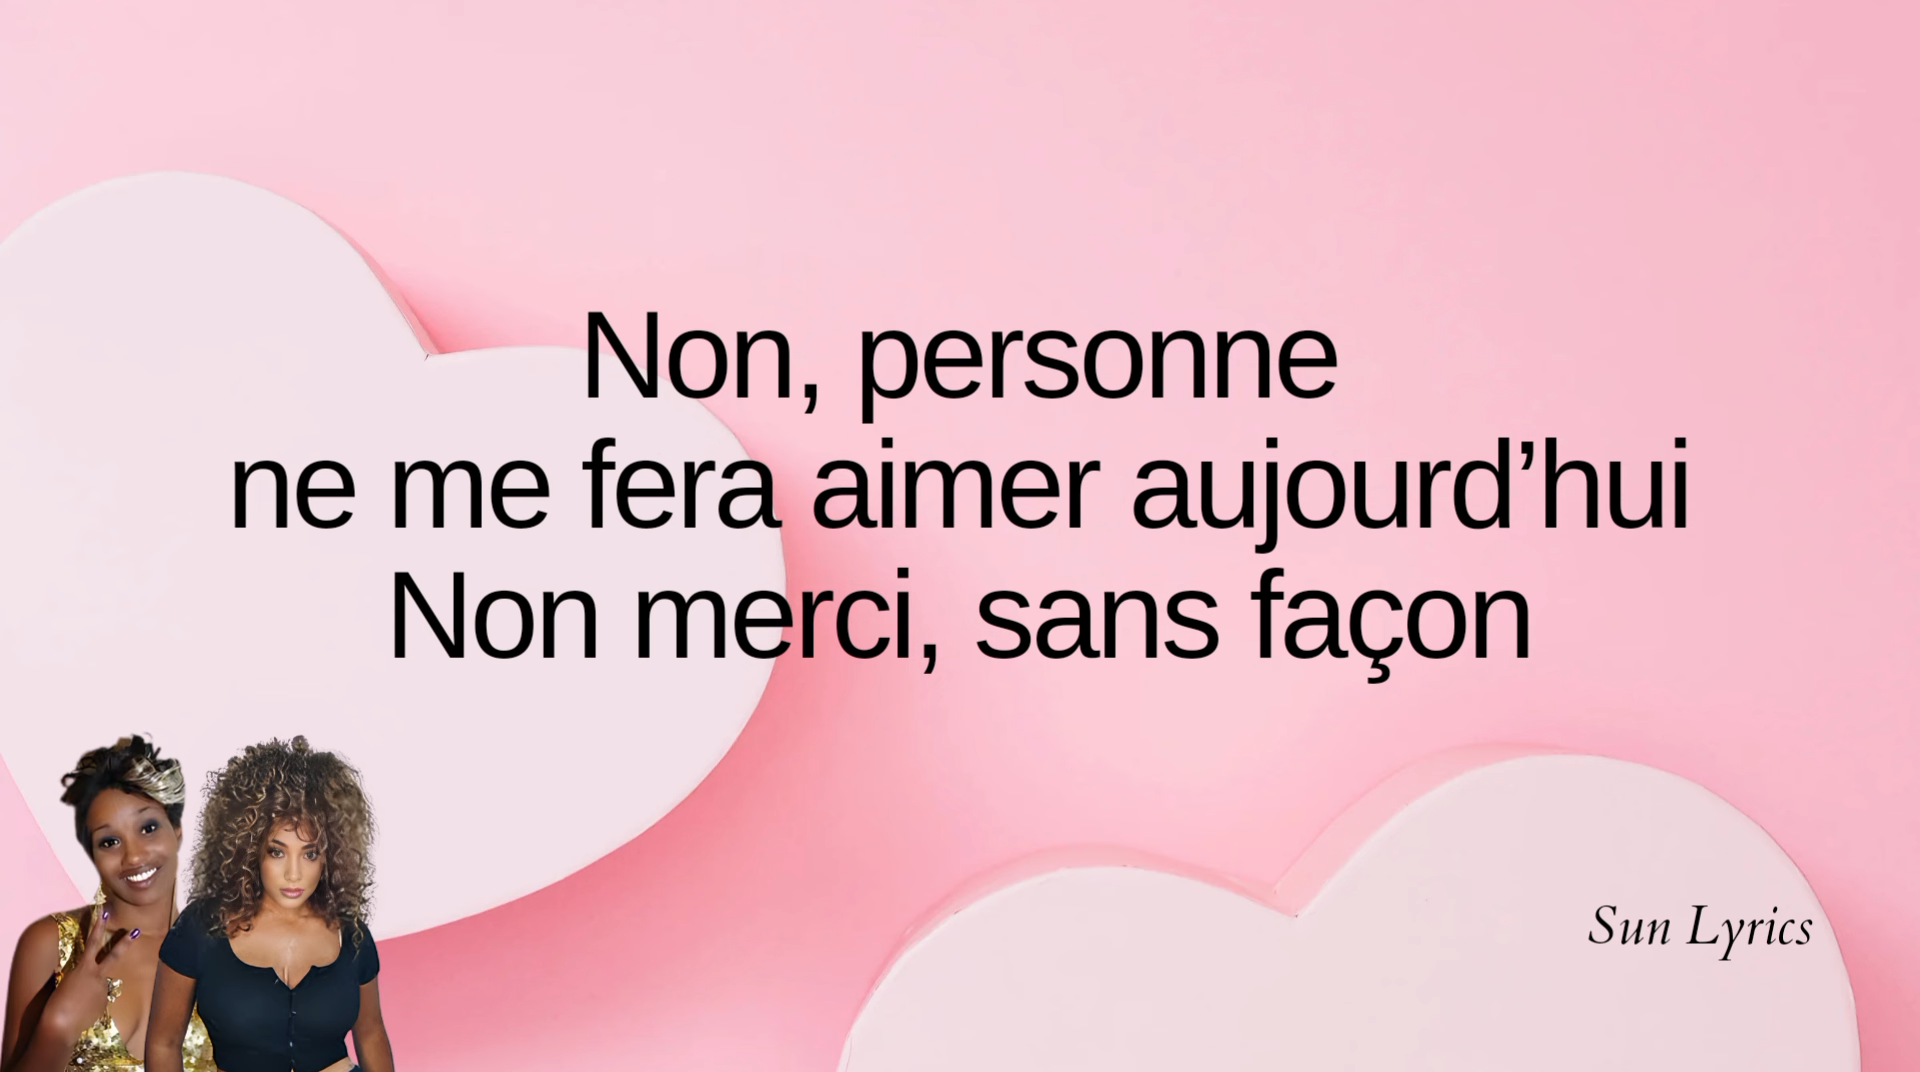 Non, personne
ne me fera aimer aujourd’hui
Non merci, sans façon
Sun Lyrics